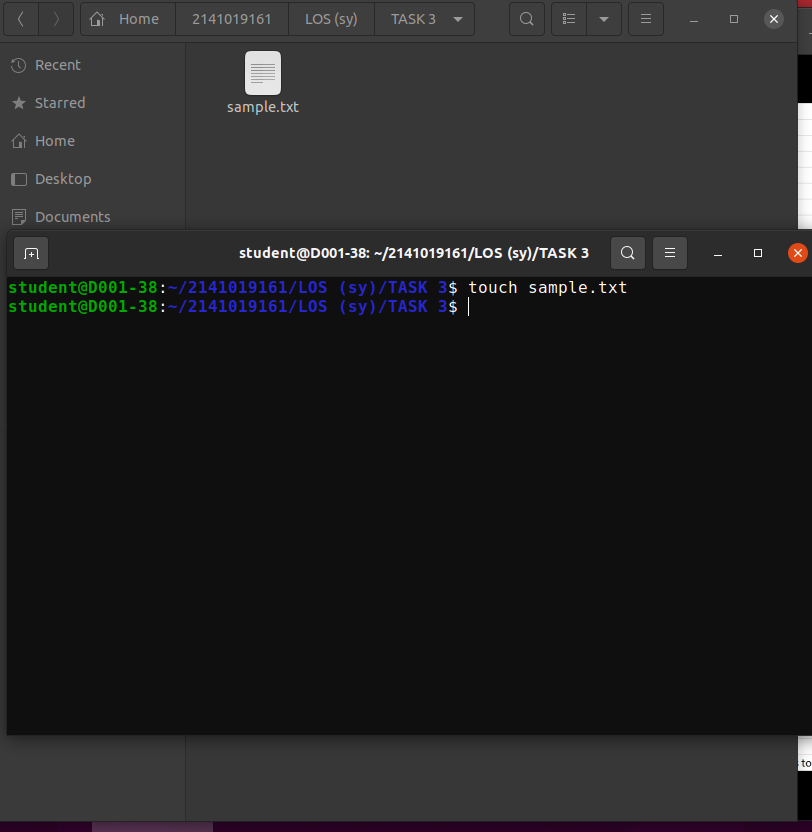 Home 2141019161 LOS (sy) TASK 3
Recent
Starred
Home
Desktop
Documents
sample.txt
student@D001-38: ~/2141019161/LOS (sy)/TASK 3
student@D001-38:~/2141019161/LOS (sy)/TASK 3$ touch sample.txt
student@D001-38:~/2141019161/LOS (sy)/TASK 3$
to